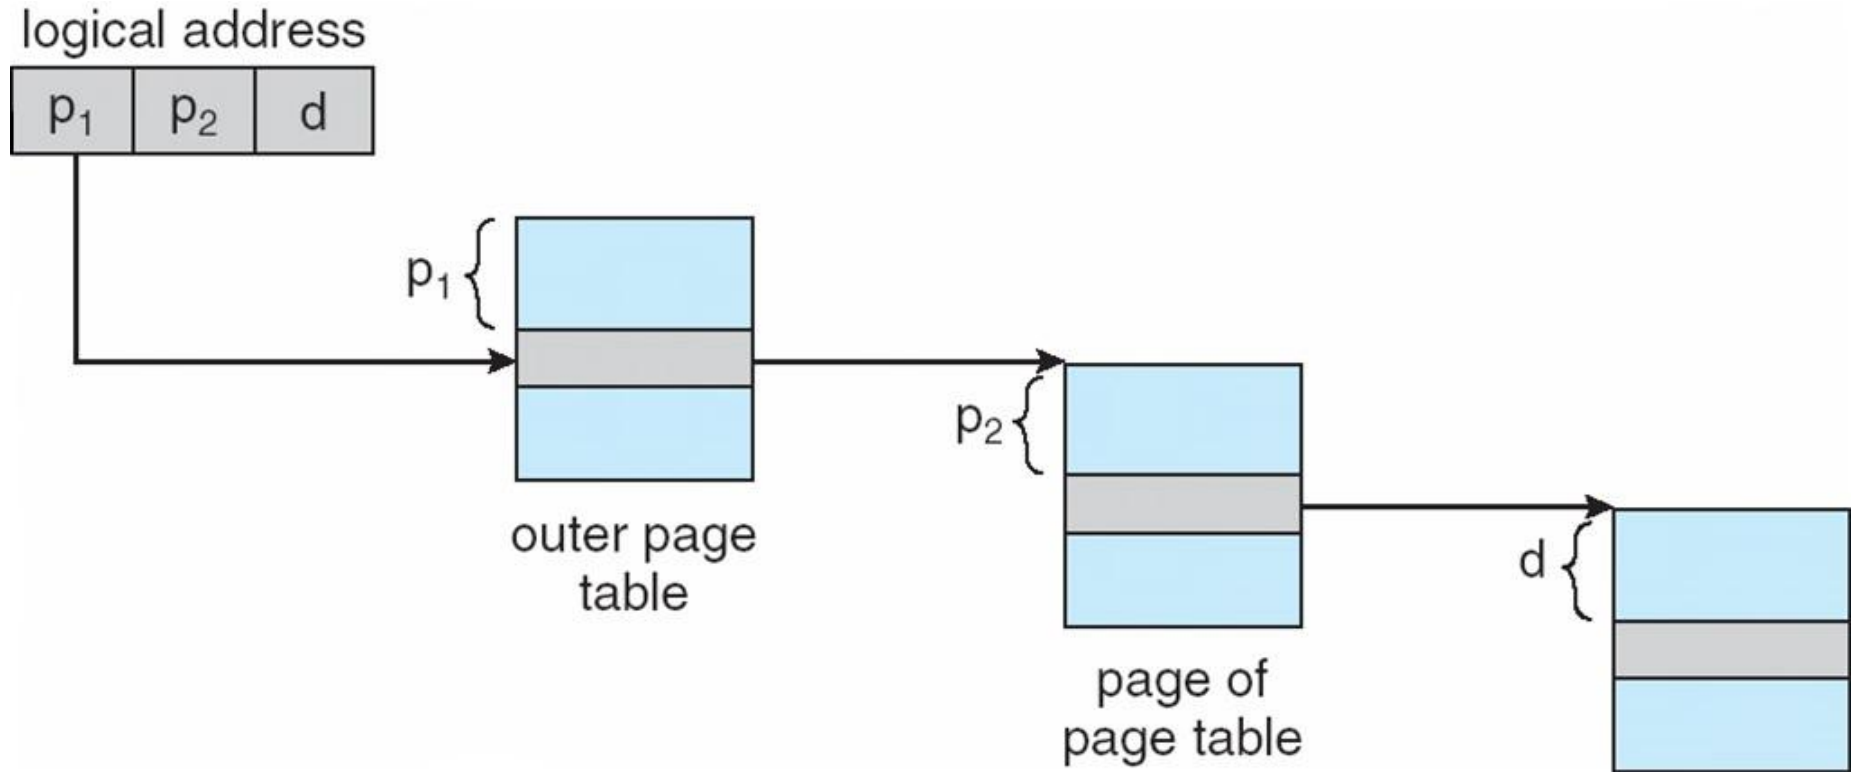 logical address
p₁ p₂ d
p₁
outer page
table
p₂
page of
page table
d